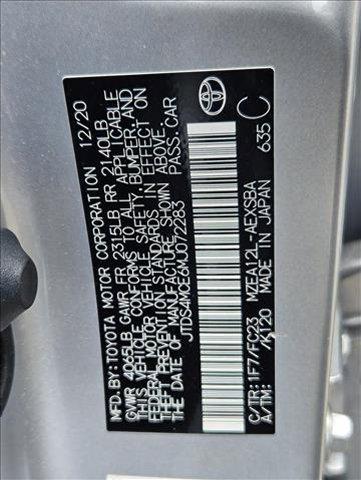 MFD. BY: TOYOTA MOTOR CORPORATION 12/20
GVWR 4065LB GAWR FR 2315LB RR 2140LB
THIS VEHICLE CONFORMS TO ALL APPLICABLE
FEDERAL MOTOR VEHICLE SAFETY, BUMPER, AND
THEFT PREVENTION STANDARDS IN EFFECT ON
THE DATE OF MANUFACTURE SHOWN ABOVE.
JTDS4MCE6MJ072283 PASS. CAR
C/TR: 1F7/FC23 MZEA12L-AEXSBA
A/TM: /K120 MADE IN JAPAN 635
C
TOYOTA